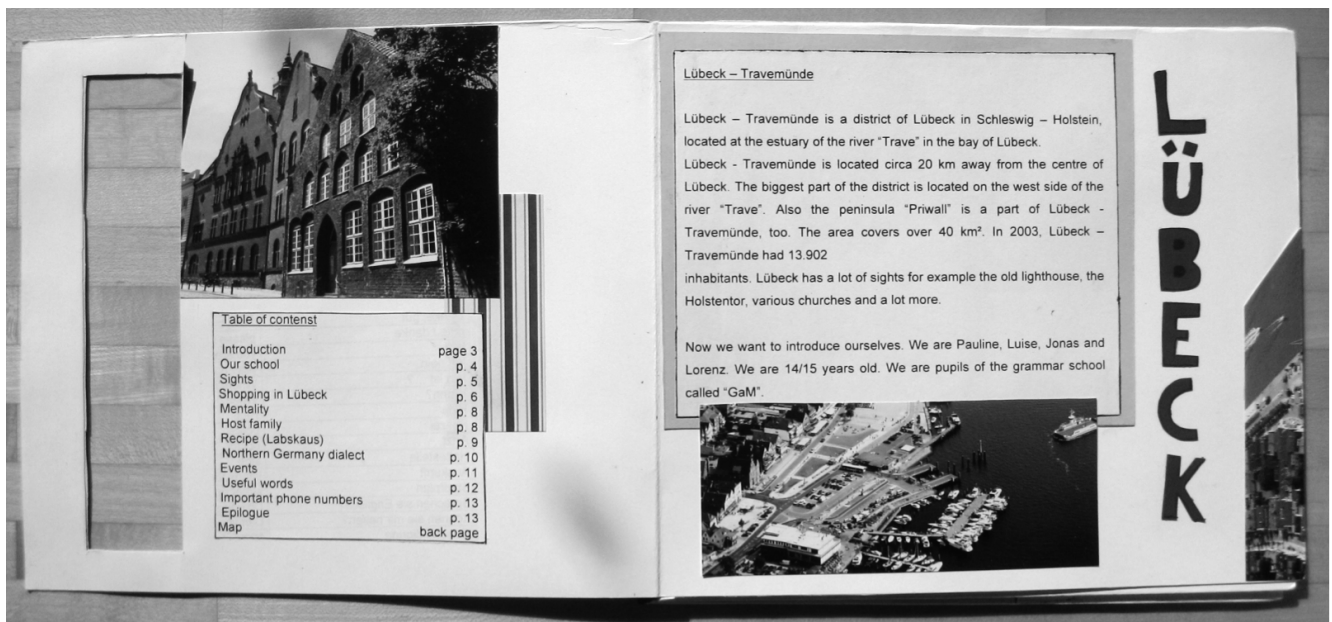 Table of contenst
Introduction page 3
Our school p. 4
Sights p. 5
Shopping in Lübeck p. 6
Mentality p. 8
Host family p. 8
Recipe (Labskaus) p. 9
Northern Germany dialect p. 10
Events p. 11
Useful words p. 12
Important phone numbers p. 13
Epilogue p. 13
Map back page
Lübeck – Travemünde
Lübeck – Travemünde is a district of Lübeck in Schleswig – Holstein,
located at the estuary of the river “Trave” in the bay of Lübeck.
Lübeck - Travemünde is located circa 20 km away from the centre of
Lübeck. The biggest part of the district is located on the west side of the
river “Trave”. Also the peninsula “Priwall” is a part of Lübeck -
Travemünde, too. The area covers over 40 km². In 2003, Lübeck –
Travemünde had 13.902
inhabitants. Lübeck has a lot of sights for example the old lighthouse, the
Holstentor, various churches and a lot more.
Now we want to introduce ourselves. We are Pauline, Luise, Jonas and
Lorenz. We are 14/15 years old. We are pupils of the grammar school
called “GaM”.
LÜBECK